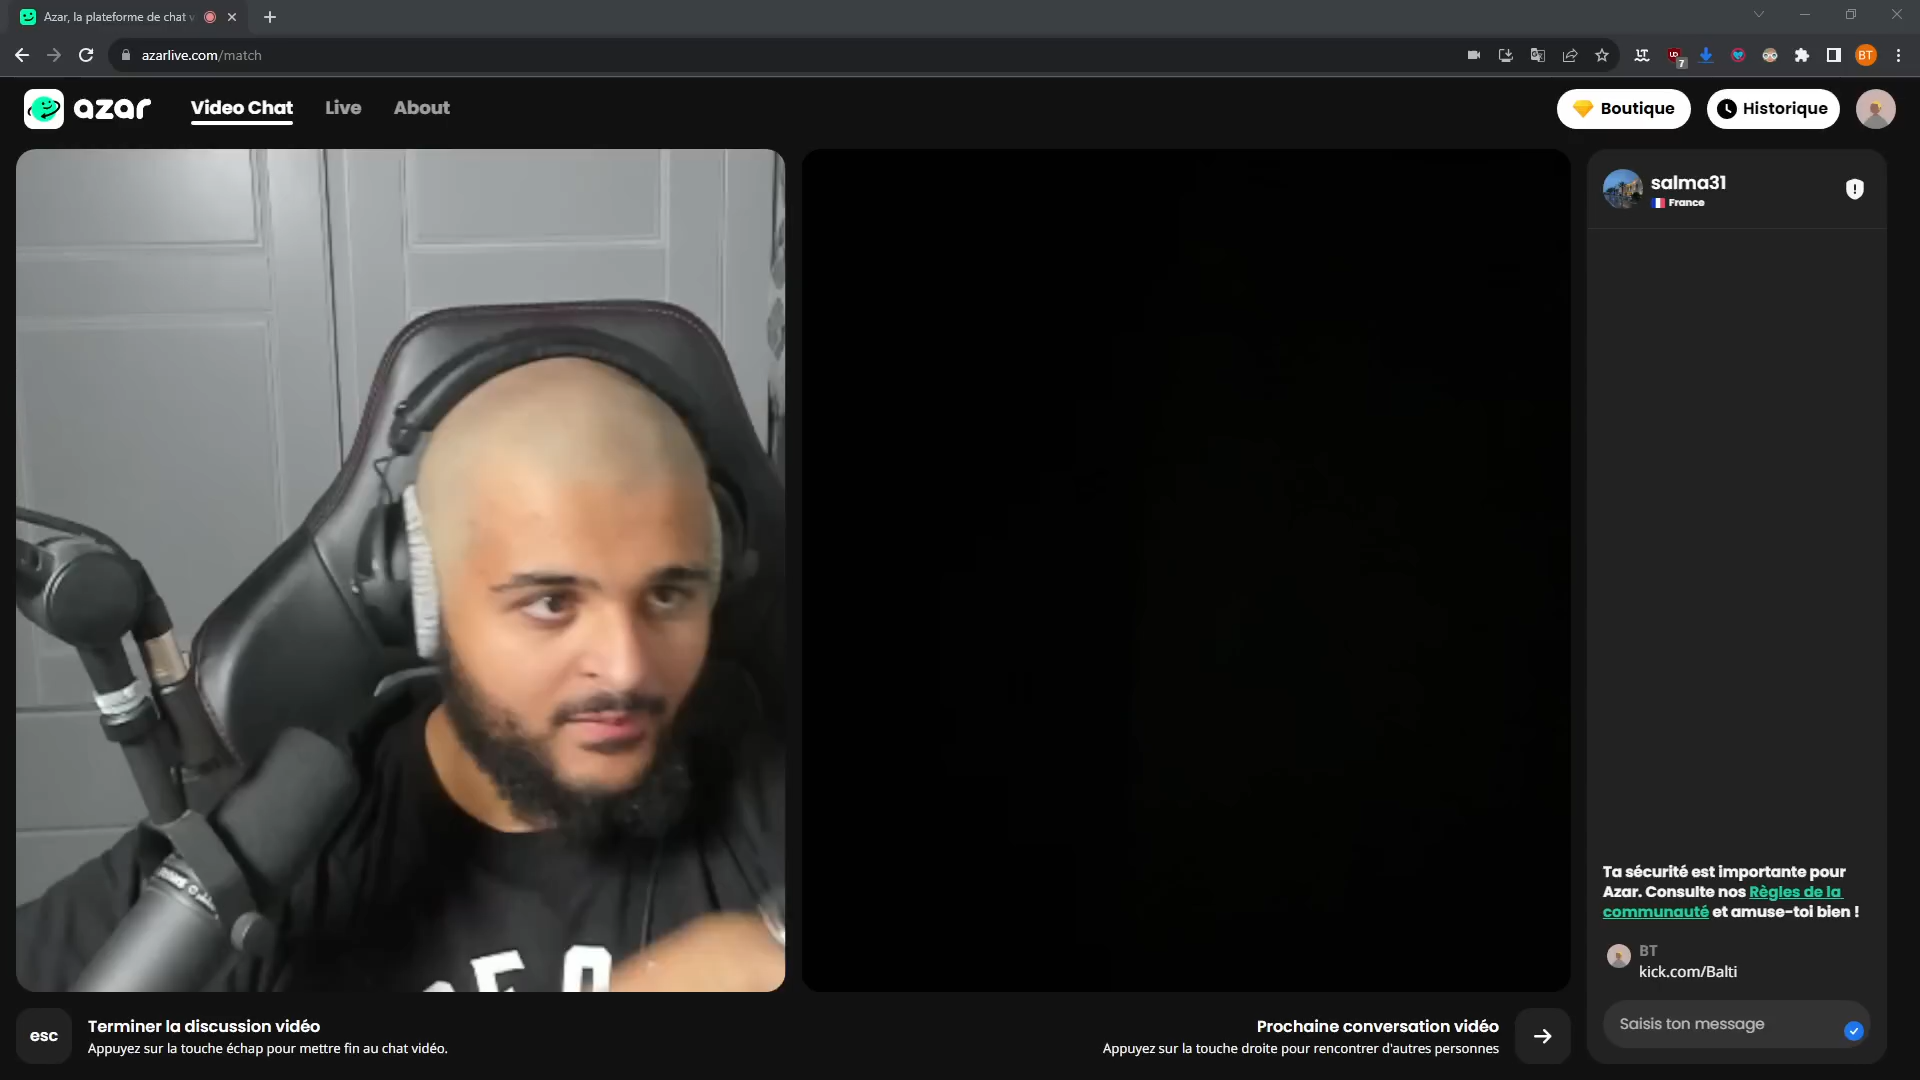 Azar, la plateforme de chat v
azarlive.com/match
7
BT
azar
Video Chat
Live
About
Boutique
Historique
salma31
France
Ta sécurité est importante pour
Azar. Consulte nos Règles de la
communauté et amuse-toi bien !
BT
kick.com/Balti
Saisis ton message
esc
Terminer la discussion vidéo
Appuyez sur la touche échap pour mettre fin au chat vidéo.
Prochaine conversation vidéo
Appuyez sur la touche droite pour rencontrer d'autres personnes